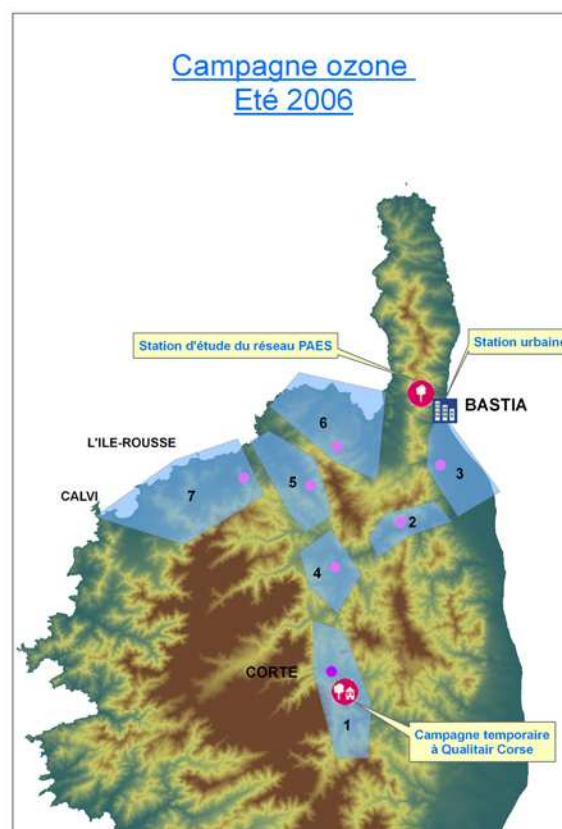 Campagne ozone
Eté 2006
Station d'étude du réseau PAES
Station urbaine
BASTIA
6
L'ILE-ROUSSE
3
5
7
CALVI
2
4
CORTE
1
Campagne temporaire
à Qualitair Corse